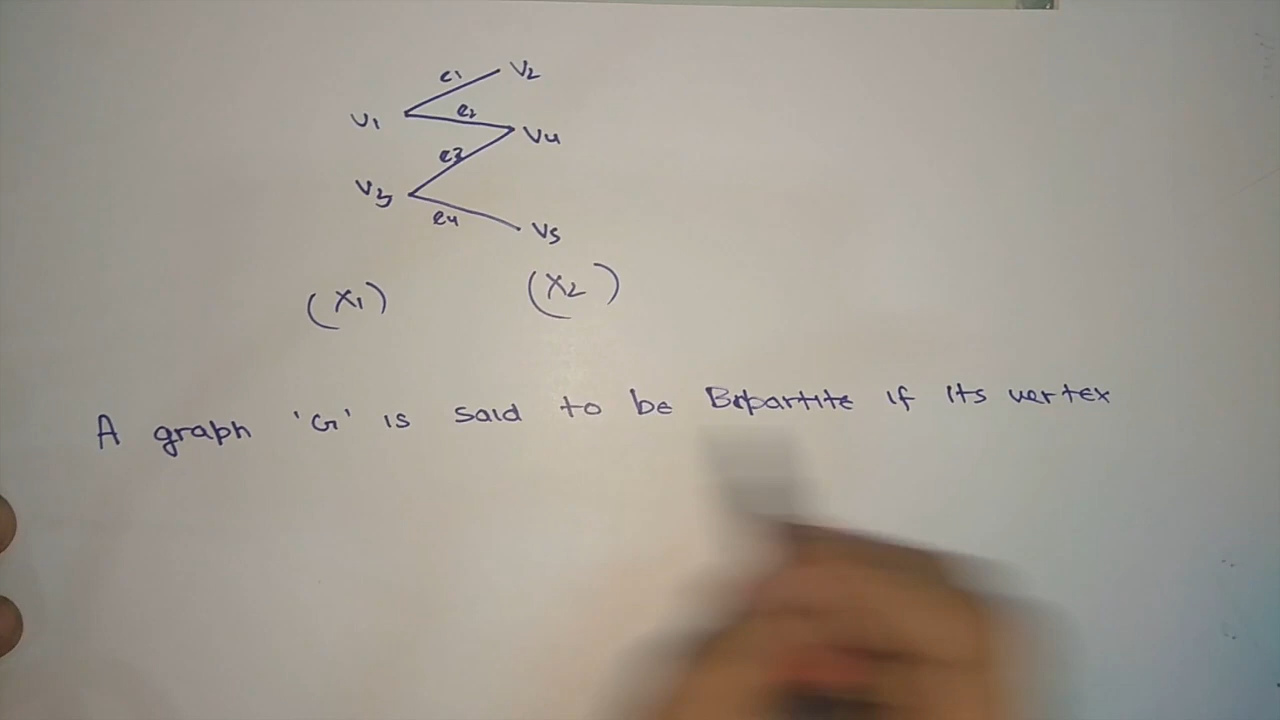 e1 V2
V1 e2
e3 V4
V3
e4 V5
(X1) (X2)
A graph 'G' is said to be Bipartite if its vertex